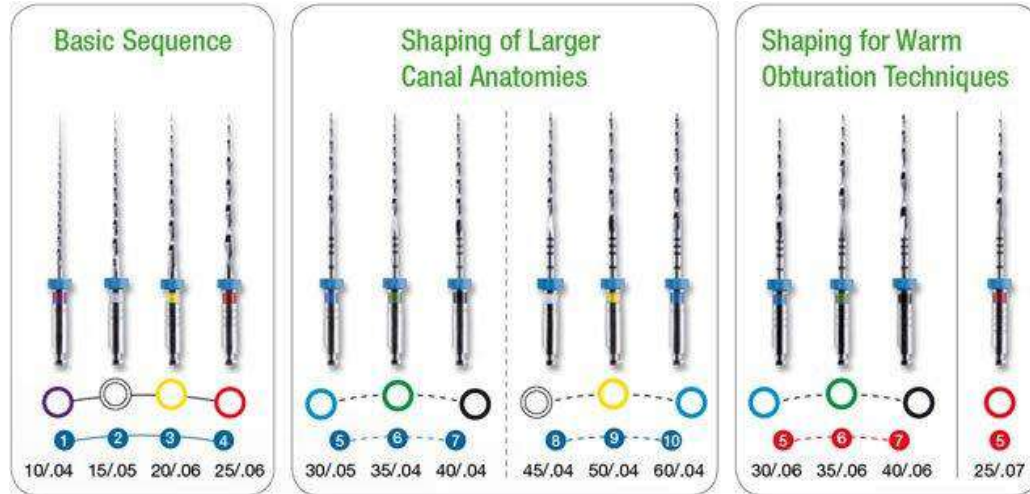 Basic Sequence
1 2 3 4
10/.04 15/.05 20/.06 25/.06
Shaping of Larger
Canal Anatomies
5 6 7 8 9 10
30/.05 35/.04 40/.04 45/.04 50/.04 60/.04
Shaping for Warm
Obturation Techniques
5 6 7 5
30/.06 35/.06 40/.06 25/.07